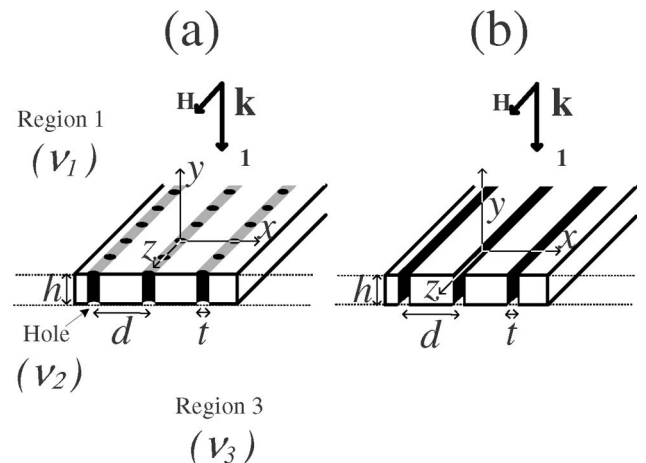 (a)
(b)
H k
1
H k
1
Region 1
(ν1)
y
x
z
y
x
z
h
h
Hole
(ν2)
d
t
d
t
Region 3
(ν3)